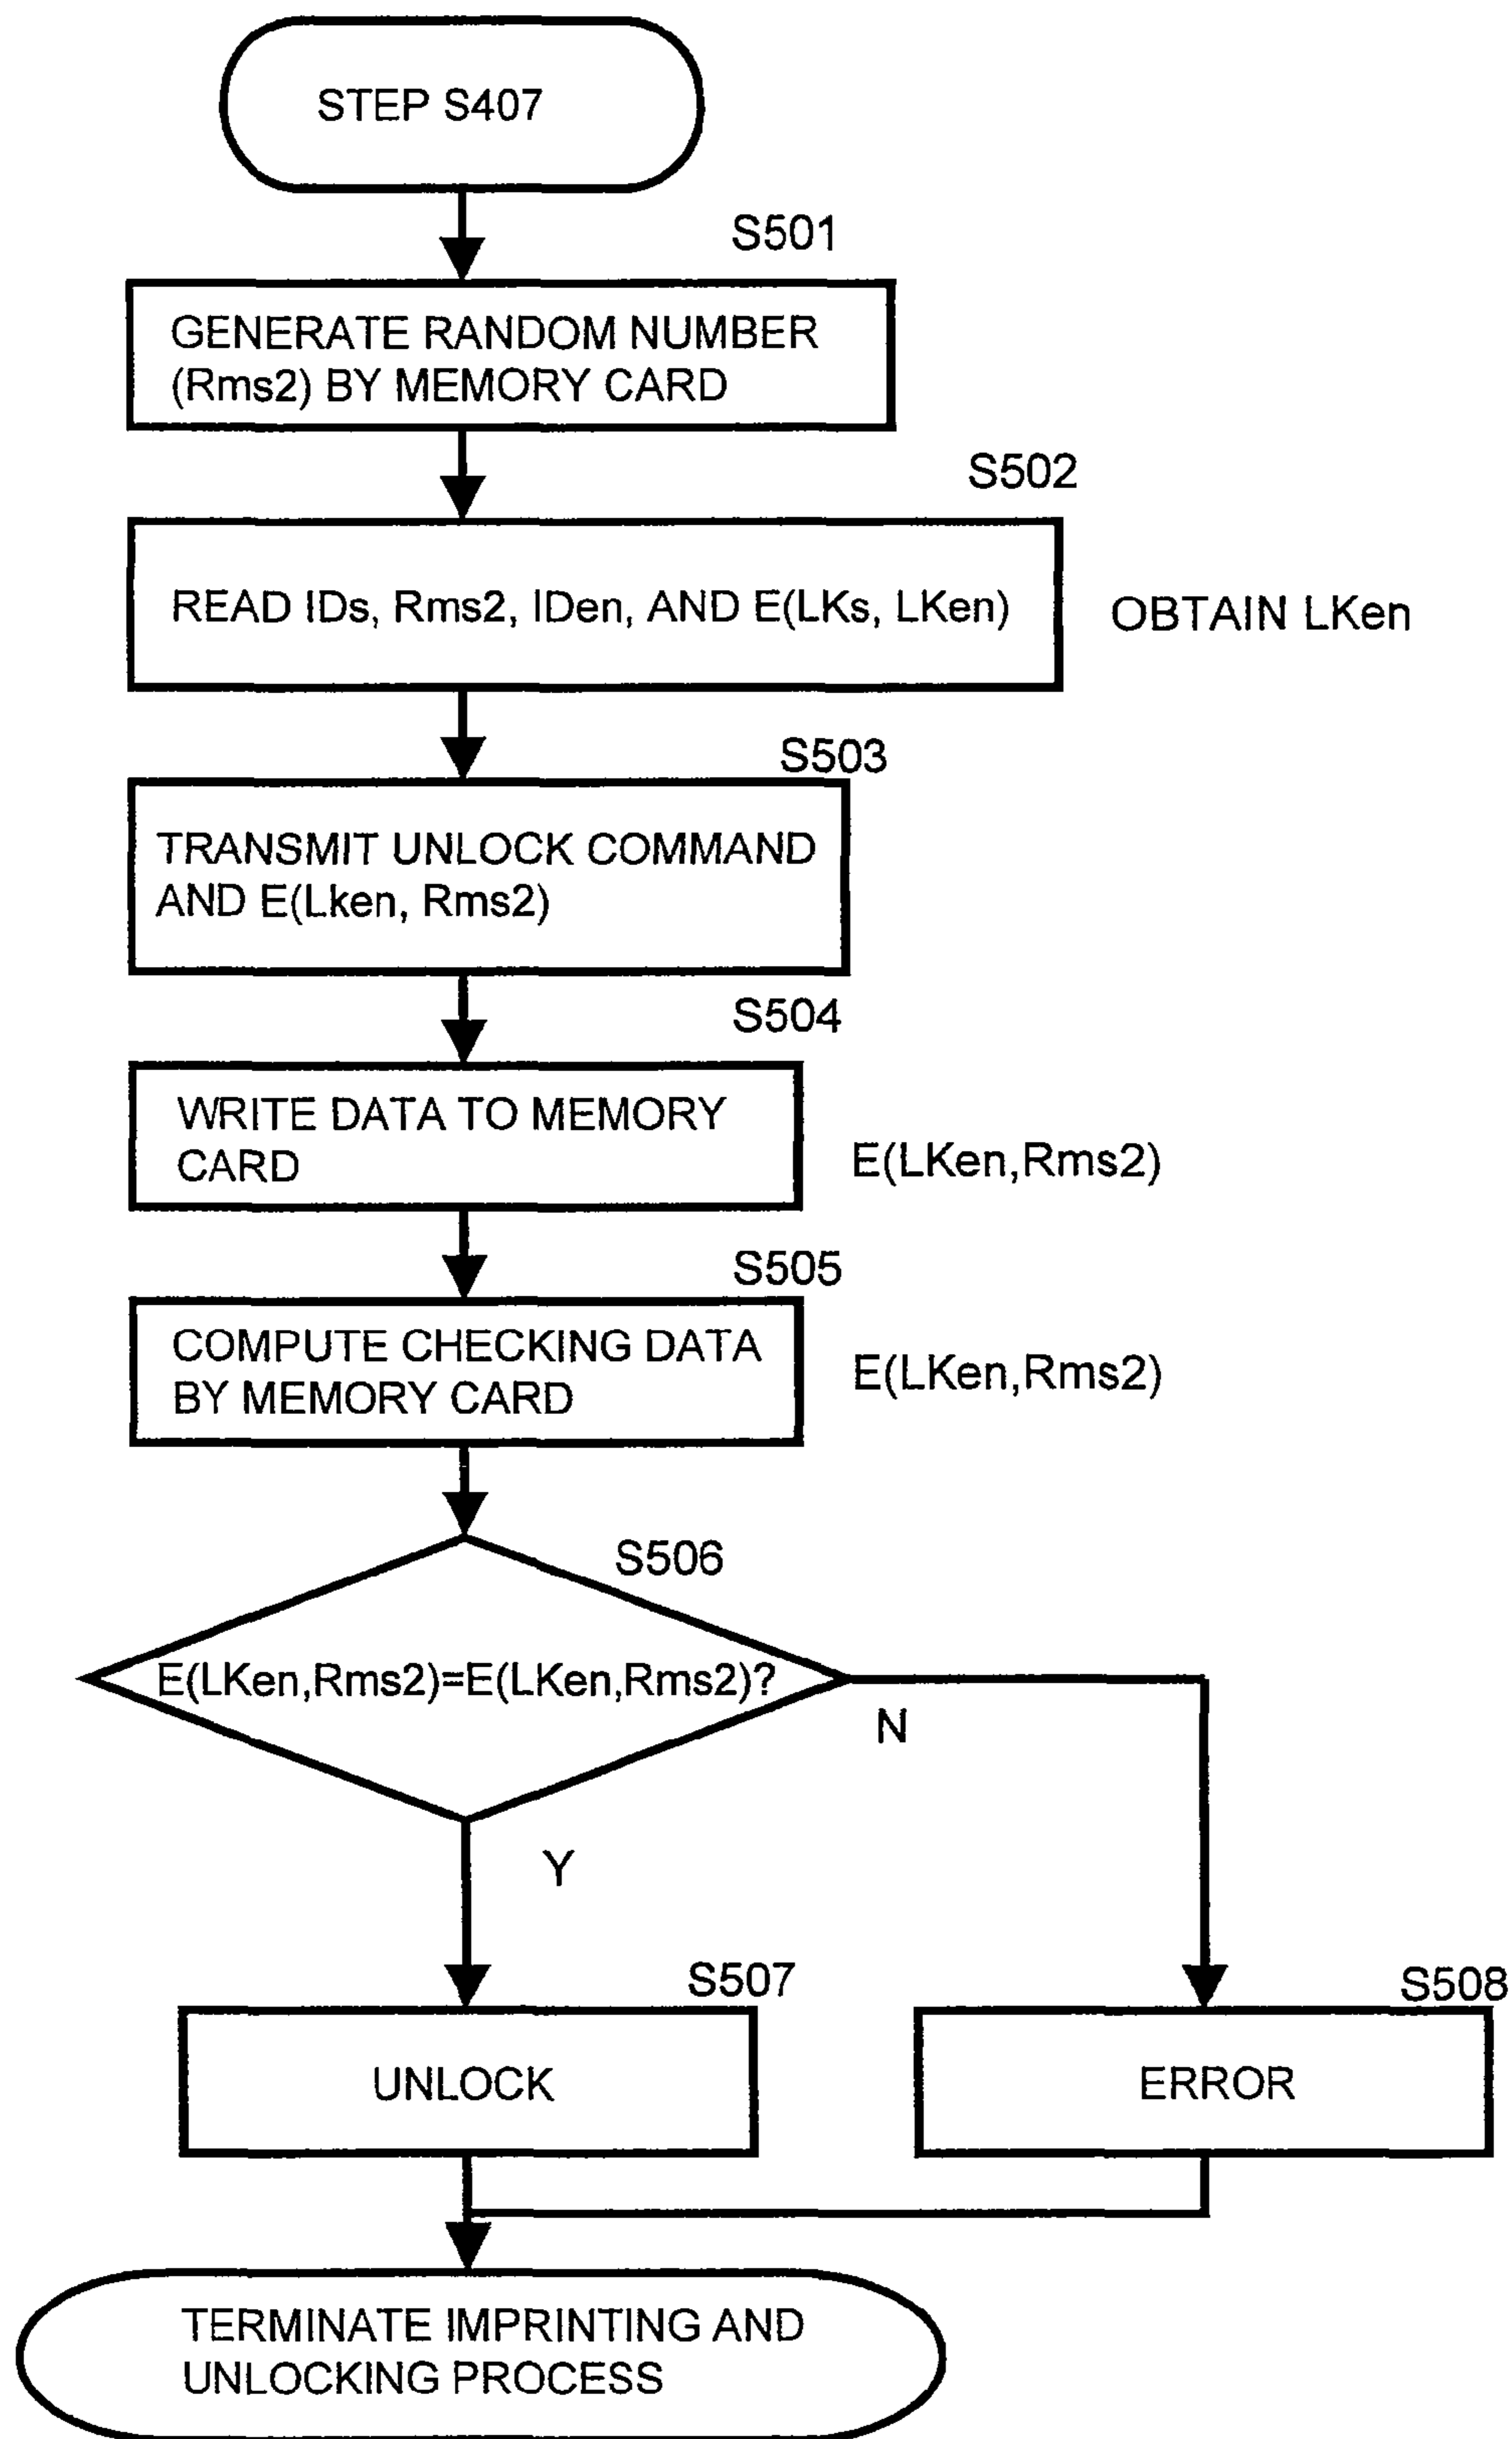 STEP S407
S501
GENERATE RANDOM NUMBER
(Rms2) BY MEMORY CARD
S502
READ IDs, Rms2, IDen, AND E(LKs, LKen)
OBTAIN LKen
S503
TRANSMIT UNLOCK COMMAND
AND E(Lken, Rms2)
S504
WRITE DATA TO MEMORY
CARD
E(LKen,Rms2)
S505
COMPUTE CHECKING DATA
BY MEMORY CARD
E(LKen,Rms2)
S506
E(LKen,Rms2)=E(LKen,Rms2)?
N
Y
S507
UNLOCK
S508
ERROR
TERMINATE IMPRINTING AND
UNLOCKING PROCESS